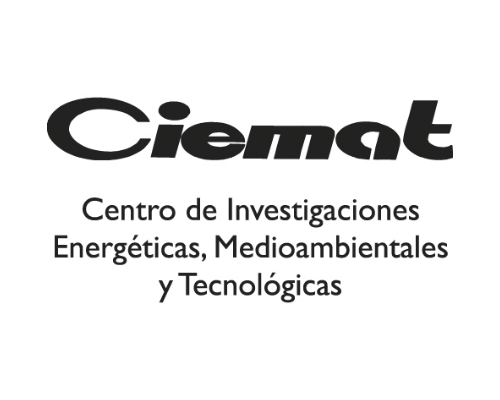 Ciemat
Centro de Investigaciones
Energéticas, Medioambientales
y Tecnológicas